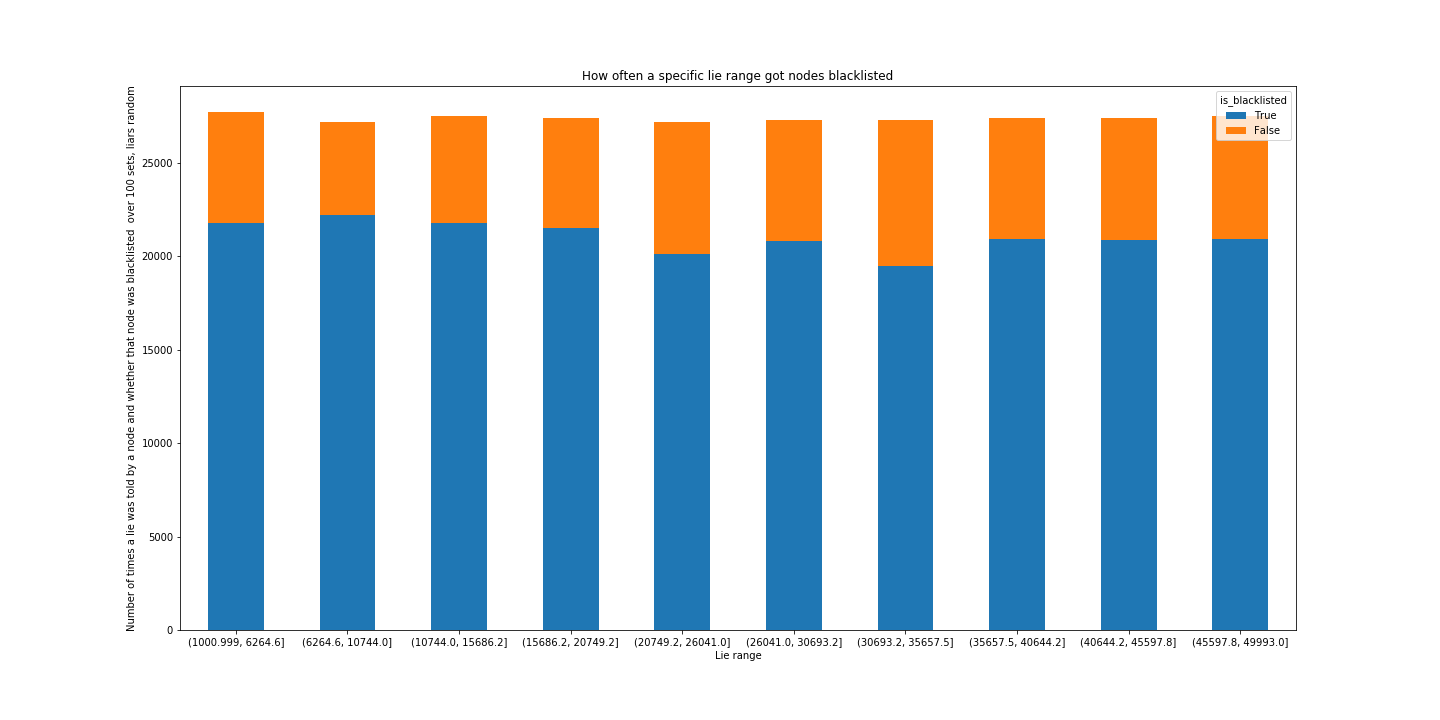 How often a specific lie range got nodes blacklisted
is_blacklisted
True
False
Number of times a lie was told by a node and whether that node was blacklisted  over 100 sets, liars random
25000
20000
15000
10000
5000
0
(1000.999, 6264.6]
(6264.6, 10744.0]
(10744.0, 15686.2]
(15686.2, 20749.2]
(20749.2, 26041.0]
(26041.0, 30693.2]
(30693.2, 35657.5]
(35657.5, 40644.2]
(40644.2, 45597.8]
(45597.8, 49993.0]
Lie range